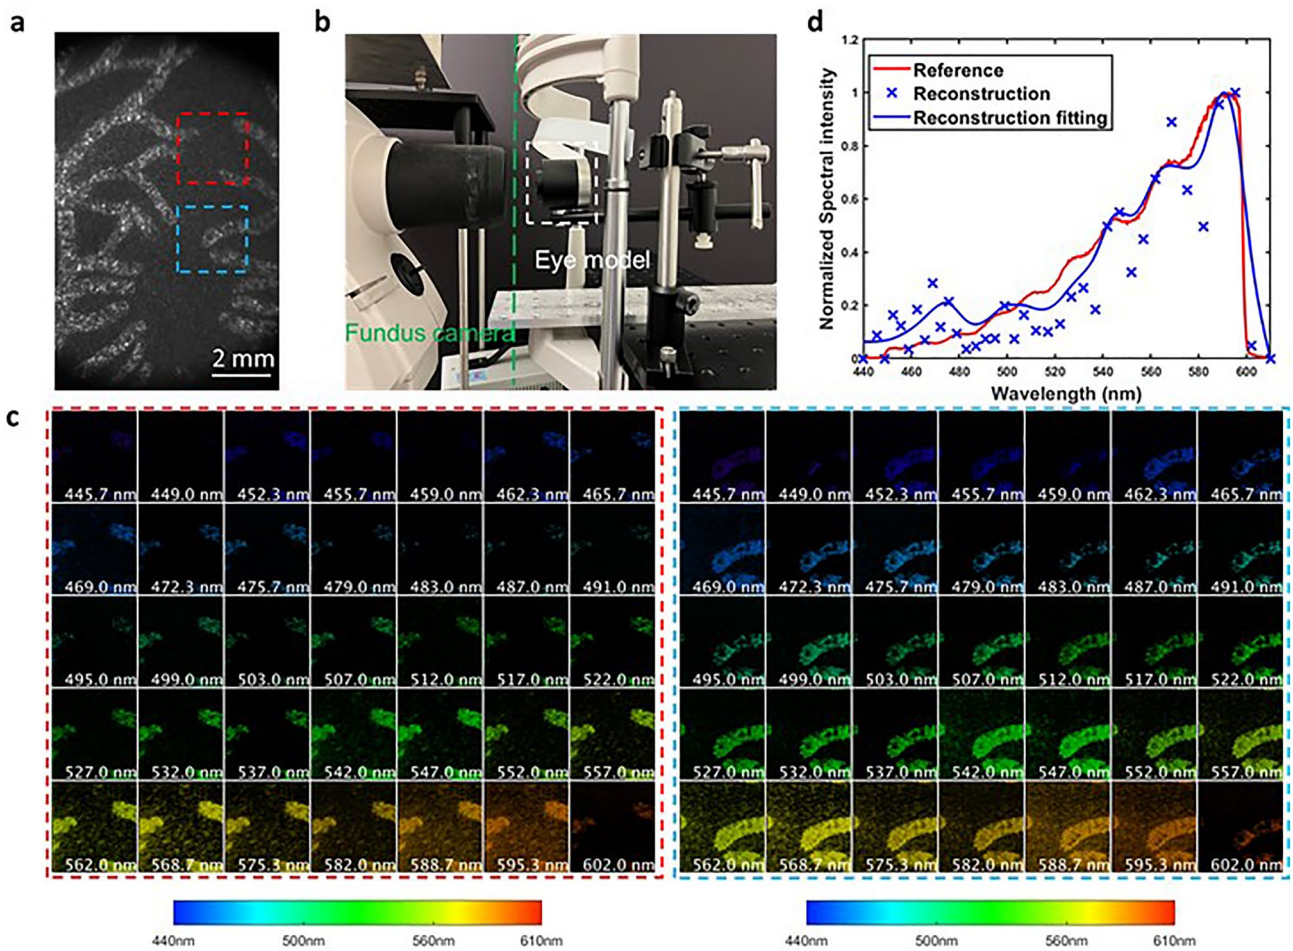 a
2 mm
b
Eye model
Fundus camera
d
1.2
1
0.8
0.6
0.4
0.2
0
Normalized Spectral intensity
Reference
Reconstruction
Reconstruction fitting
440 460 480 500 520 540 560 580 600
Wavelength (nm)
c
445.7 nm 449.0 nm 452.3 nm 455.7 nm 459.0 nm 462.3 nm 465.7 nm
469.0 nm 472.3 nm 475.7 nm 479.0 nm 483.0 nm 487.0 nm 491.0 nm
495.0 nm 499.0 nm 503.0 nm 507.0 nm 512.0 nm 517.0 nm 522.0 nm
527.0 nm 532.0 nm 537.0 nm 542.0 nm 547.0 nm 552.0 nm 557.0 nm
562.0 nm 568.7 nm 575.3 nm 582.0 nm 588.7 nm 595.3 nm 602.0 nm
445.7 nm 449.0 nm 452.3 nm 455.7 nm 459.0 nm 462.3 nm 465.7 nm
469.0 nm 472.3 nm 475.7 nm 479.0 nm 483.0 nm 487.0 nm 491.0 nm
495.0 nm 499.0 nm 503.0 nm 507.0 nm 512.0 nm 517.0 nm 522.0 nm
527.0 nm 532.0 nm 537.0 nm 542.0 nm 547.0 nm 552.0 nm 557.0 nm
562.0 nm 568.7 nm 575.3 nm 582.0 nm 588.7 nm 595.3 nm 602.0 nm
440nm 500nm 560nm 610nm
440nm 500nm 560nm 610nm